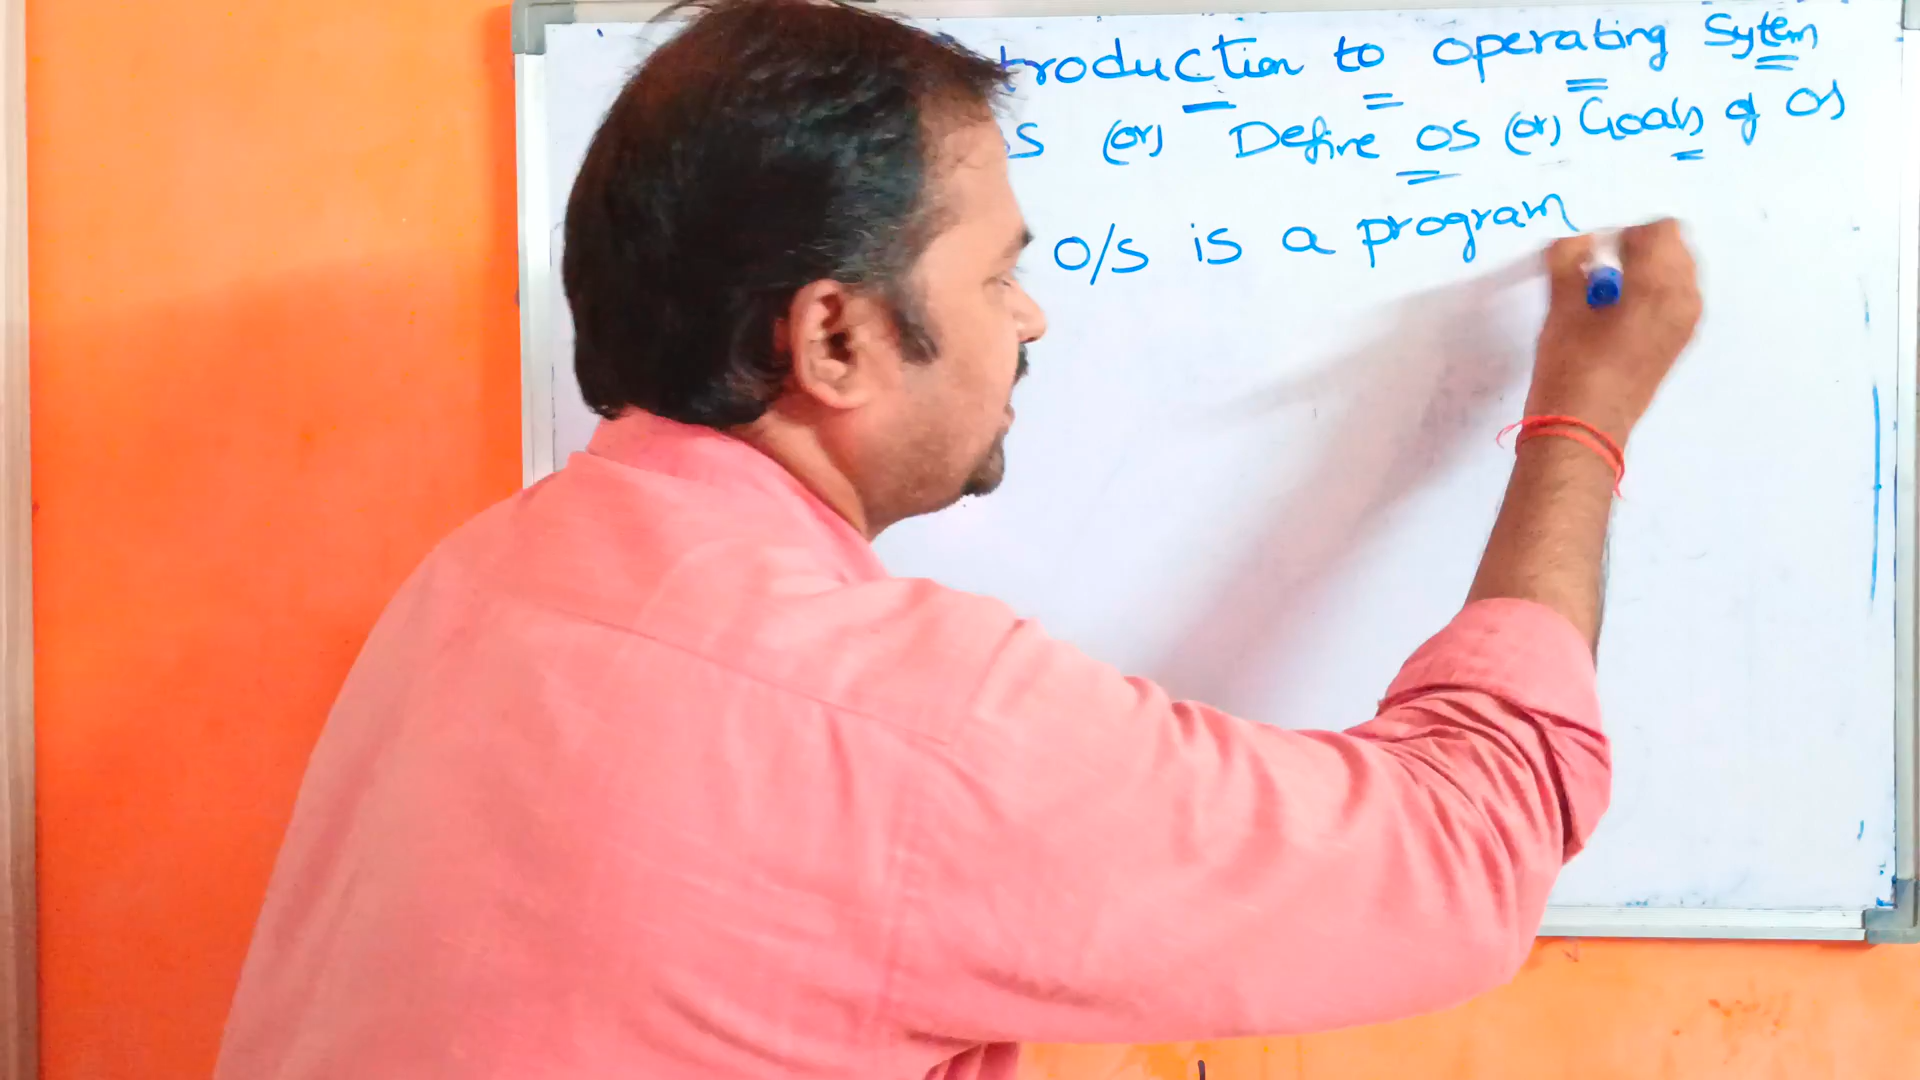 troduction to operating Sytem
S (or) Define OS (or) Goals of OS
O/S is a program